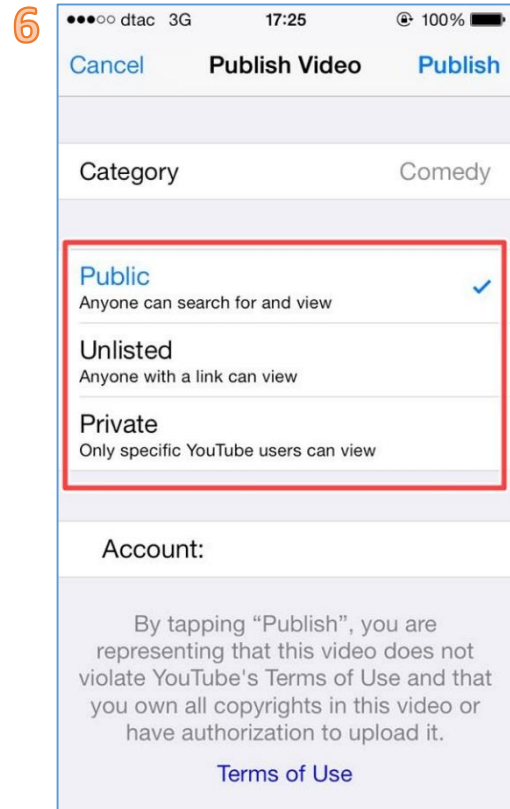 6
dtac 3G 17:25 100%
Cancel Publish Video Publish
Category Comedy
Public
Anyone can search for and view
Unlisted
Anyone with a link can view
Private
Only specific YouTube users can view
Account:
By tapping “Publish”, you are
representing that this video does not
violate YouTube's Terms of Use and that
you own all copyrights in this video or
have authorization to upload it.
Terms of Use